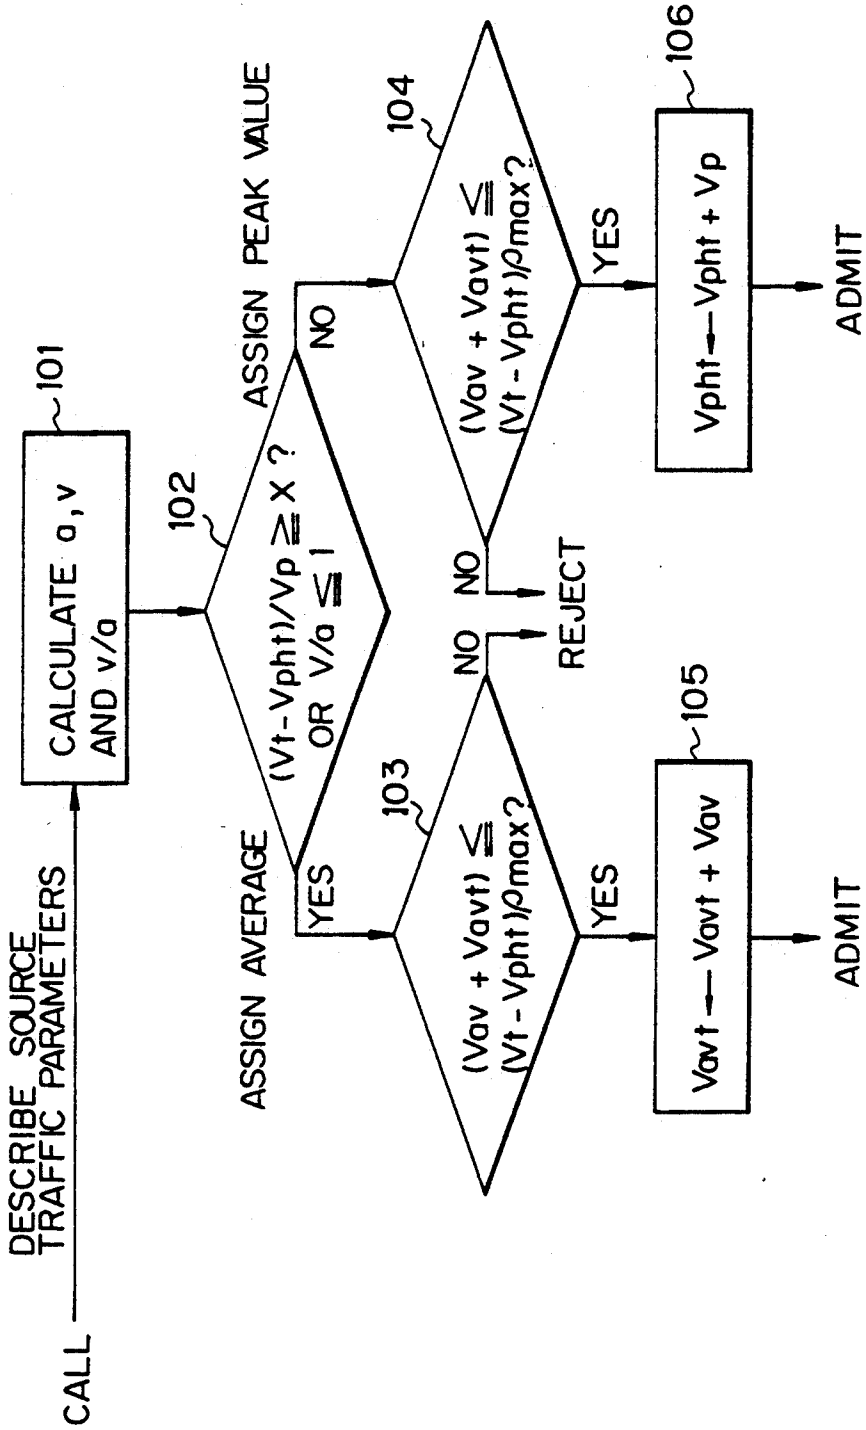 DESCRIBE SOURCE
TRAFFIC PARAMETERS
CALL
101
CALCULATE a,v
AND v/a
102
(Vt-Vpht)/Vp ≧ X ?
OR V/a ≦ 1
ASSIGN AVERAGE
YES
ASSIGN PEAK VALUE
NO
103
(Vav + Vavt) ≦
(Vt-Vpht)ρmax?
NO
REJECT
NO
104
(Vav + Vavt) ≦
(Vt-Vpht)ρmax?
YES
YES
105
Vavt ← Vavt + Vav
106
Vpht ← Vpht + Vp
ADMIT
ADMIT